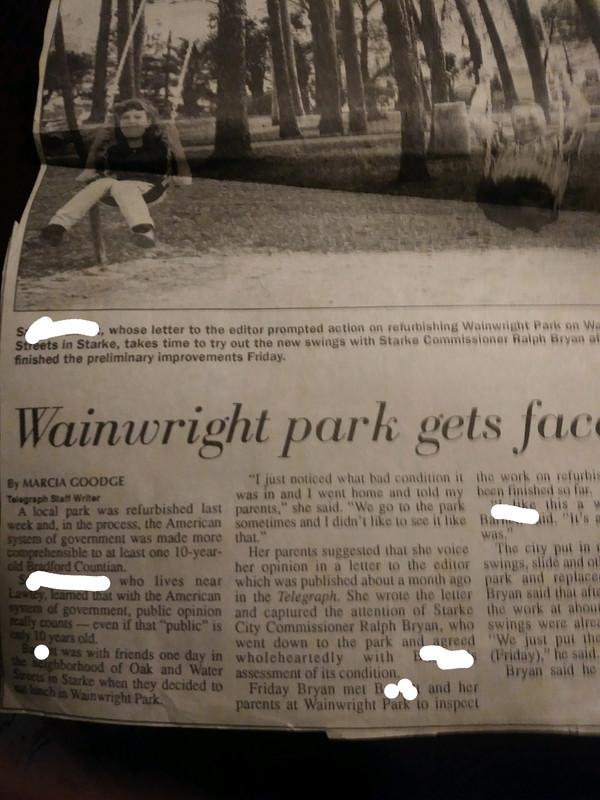 S , whose letter to the editor prompted action on refurbishing Wainwright Park on Wa
Streets in Starke, takes time to try out the new swings with Starke Commissioner Ralph Bryan af
finished the preliminary improvements Friday.
Wainwright park gets face
By MARCIA GOODGE
Telegraph Staff Writer
A local park was refurbished last
week and, in the process, the American
system of government was made more
comprehensible to at least one 10-year-
old Bradford Countian.
S who lives near
Lawtey, learned that with the American
system of government, public opinion
really counts — even if that "public" is
only 10 years old.
B t was with friends one day in
the neighborhood of Oak and Water
Streets in Starke when they decided to
eat lunch in Wainwright Park.
"I just noticed what bad condition it
was in and I went home and told my
parents," she said. "We go to the park
sometimes and I didn't like to see it like
that."
Her parents suggested that she voice
her opinion in a letter to the editor
which was published about a month ago
in the Telegraph. She wrote the letter
and captured the attention of Starke
City Commissioner Ralph Bryan, who
went down to the park and agreed
wholeheartedly with B
assessment of its condition.
Friday Bryan met B and her
parents at Wainwright Park to inspect
the work on refurbis
been finished so far.
"I like this a w
Bar said. "It's a
was."
The city put in n
swings, slide and ot
park and replace
Bryan said that afte
the work at about
swings were alrea
"We just put the
(Friday)," he said.
Bryan said he